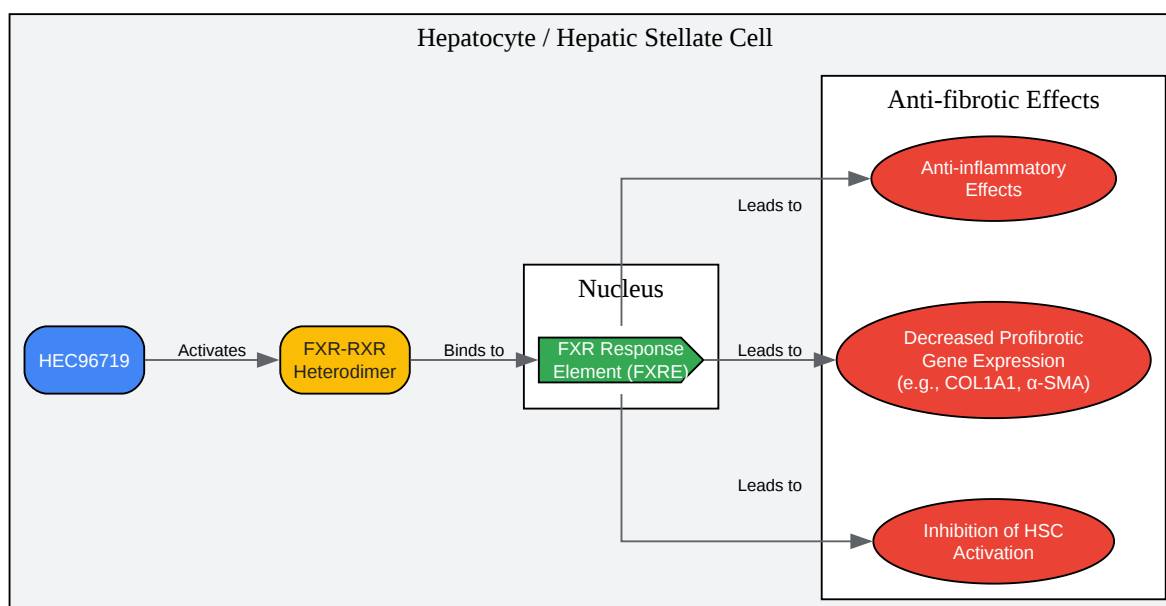 Hepatocyte / Hepatic Stellate Cell
Anti-fibrotic Effects
Anti-inflammatory
Effects
Leads to
Nucleus
HEC96719
Activates
FXR-RXR
Heterodimer
Binds to
FXR Response
Element (FXRE)
Leads to
Decreased Profibrotic
Gene Expression
(e.g., COL1A1, α-SMA)
Leads to
Inhibition of HSC
Activation